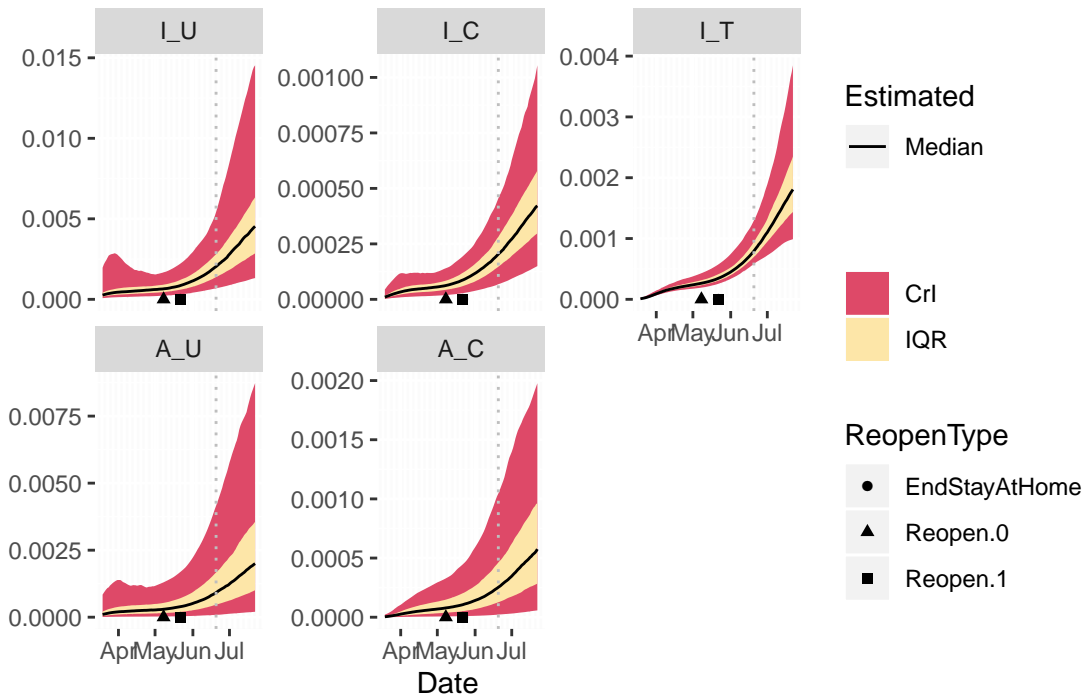 I_U
I_C
I_T
0.015
0.010
0.005
0.000
0.00100
0.00075
0.00050
0.00025
0.00000
0.004
0.003
0.002
0.001
0.000
Apr May Jun Jul
A_U
A_C
0.0075
0.0050
0.0025
0.0000
0.0020
0.0015
0.0010
0.0005
0.0000
Apr May Jun Jul
Apr May Jun Jul
Date
Estimated
Median
CrI
IQR
ReopenType
EndStayAtHome
Reopen.0
Reopen.1